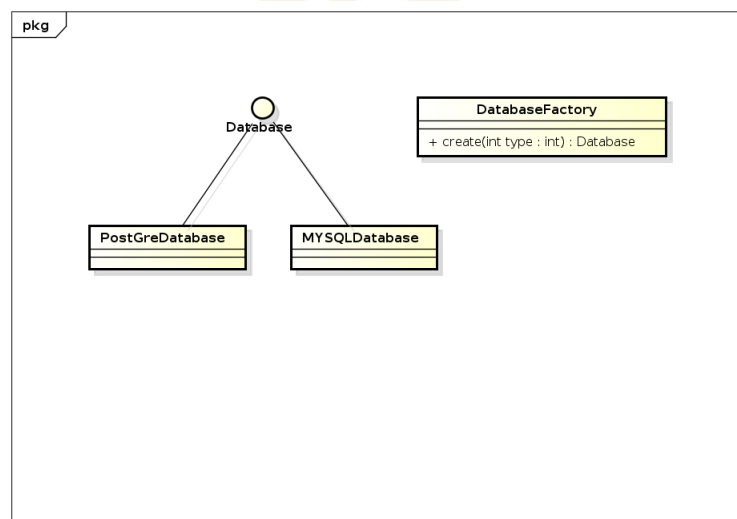 pkg
Database
DatabaseFactory
+ create(int type : int) : Database
PostGreDatabase
MYSQLDatabase